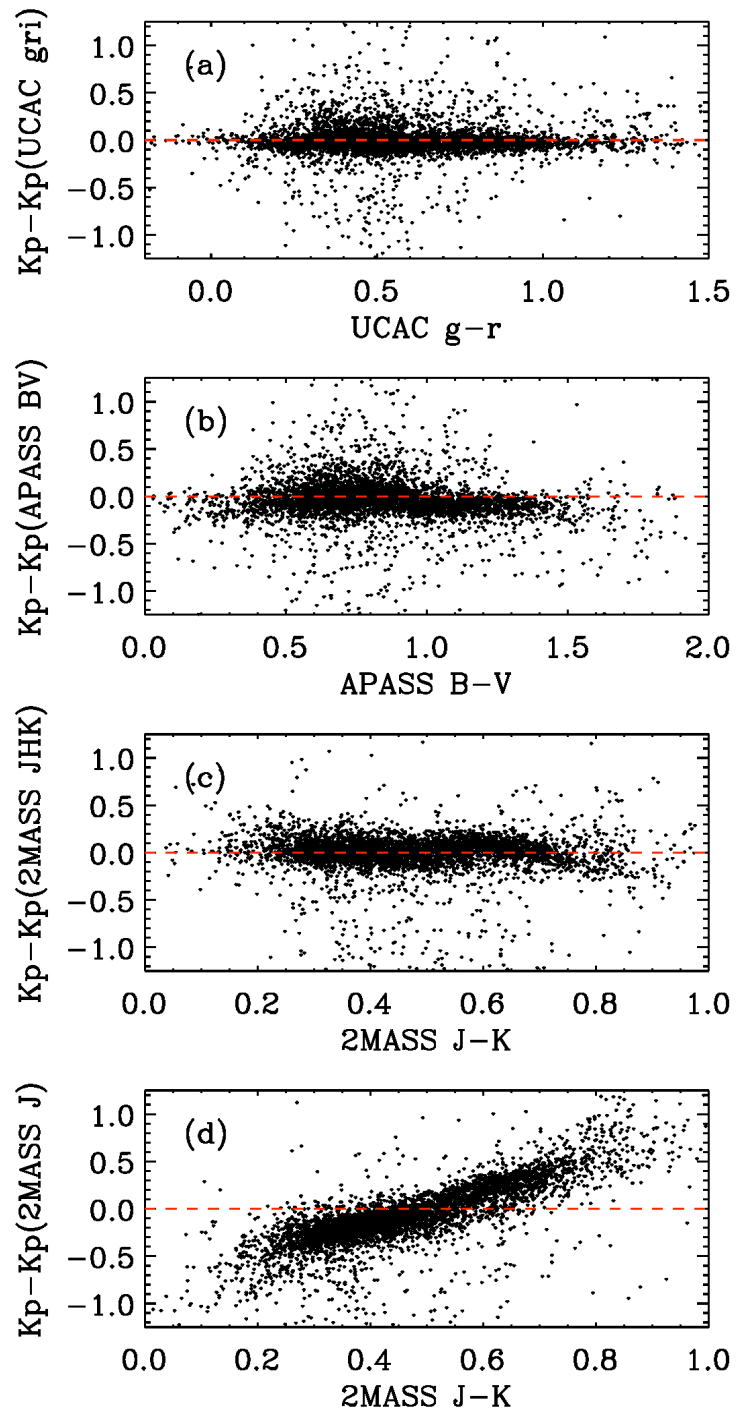 Kp−Kp(UCAC gri)
1.0
0.5
0.0
−0.5
−1.0
(a)
0.0 0.5 1.0 1.5
UCAC g−r
Kp−Kp(APASS BV)
1.0
0.5
0.0
−0.5
−1.0
(b)
0.0 0.5 1.0 1.5 2.0
APASS B−V
Kp−Kp(2MASS JHK)
1.0
0.5
0.0
−0.5
−1.0
(c)
0.0 0.2 0.4 0.6 0.8 1.0
2MASS J−K
Kp−Kp(2MASS J)
1.0
0.5
0.0
−0.5
−1.0
(d)
0.0 0.2 0.4 0.6 0.8 1.0
2MASS J−K